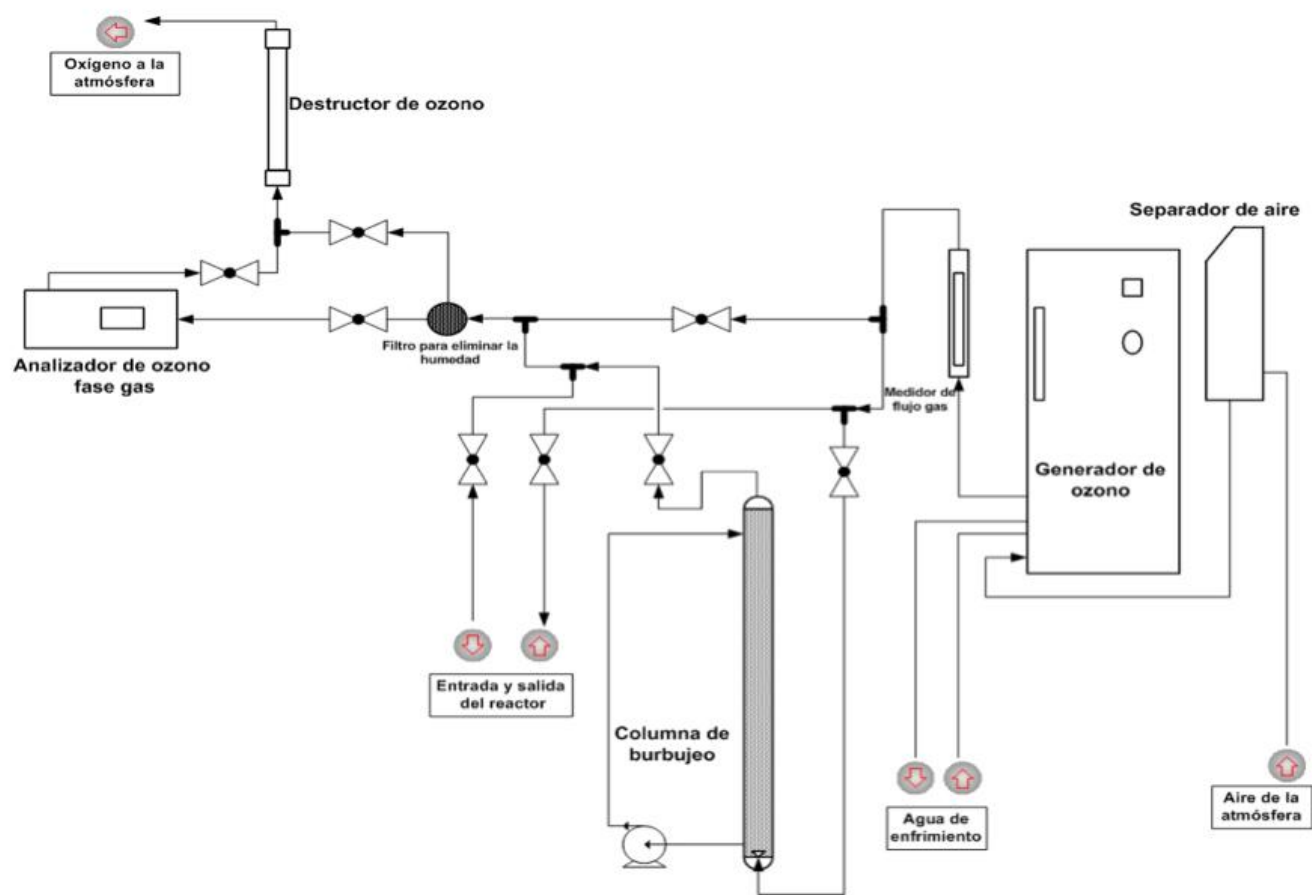 Oxígeno a la
atmósfera
Destructor de ozono
Separador de aire
Analizador de ozono
fase gas
Filtro para eliminar la
humedad
Medidor de
flujo gas
Generador de
ozono
Entrada y salida
del reactor
Columna de
burbujeo
Agua de
enfrimiento
Aire de la
atmósfera